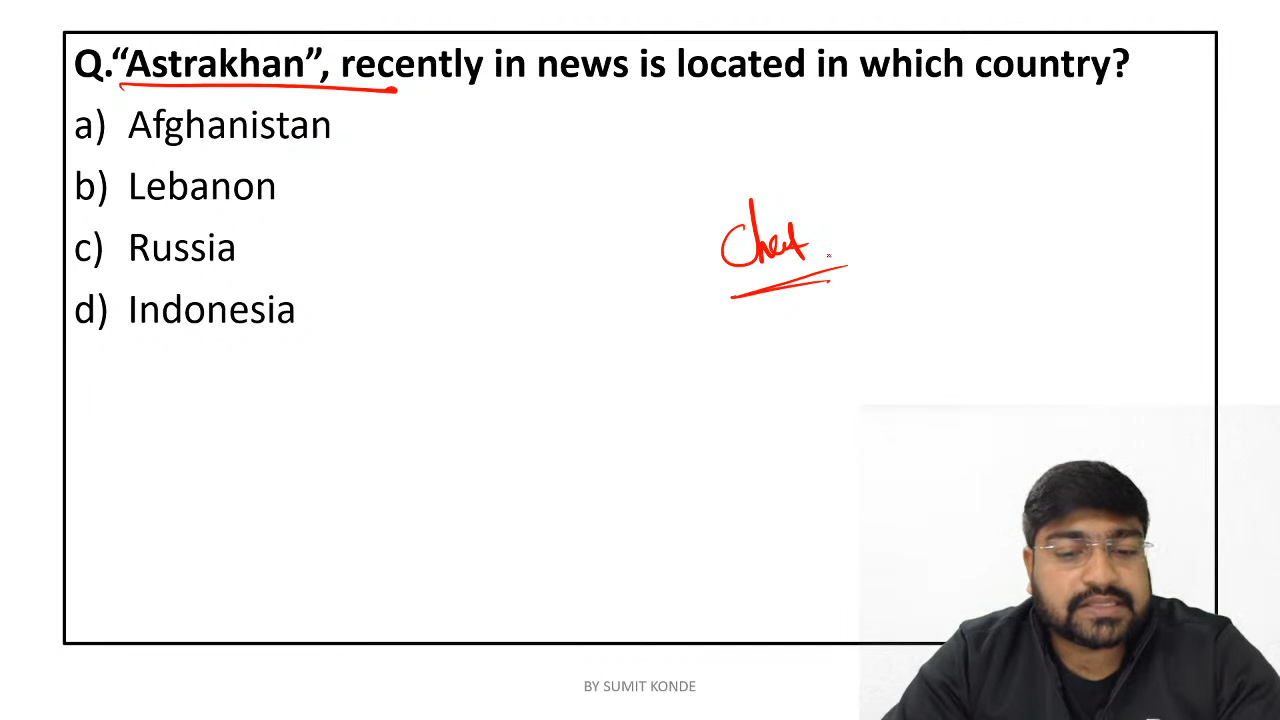 Q.“Astrakhan”, recently in news is located in which country?
a) Afghanistan
b) Lebanon
c) Russia
d) Indonesia
BY SUMIT KONDE